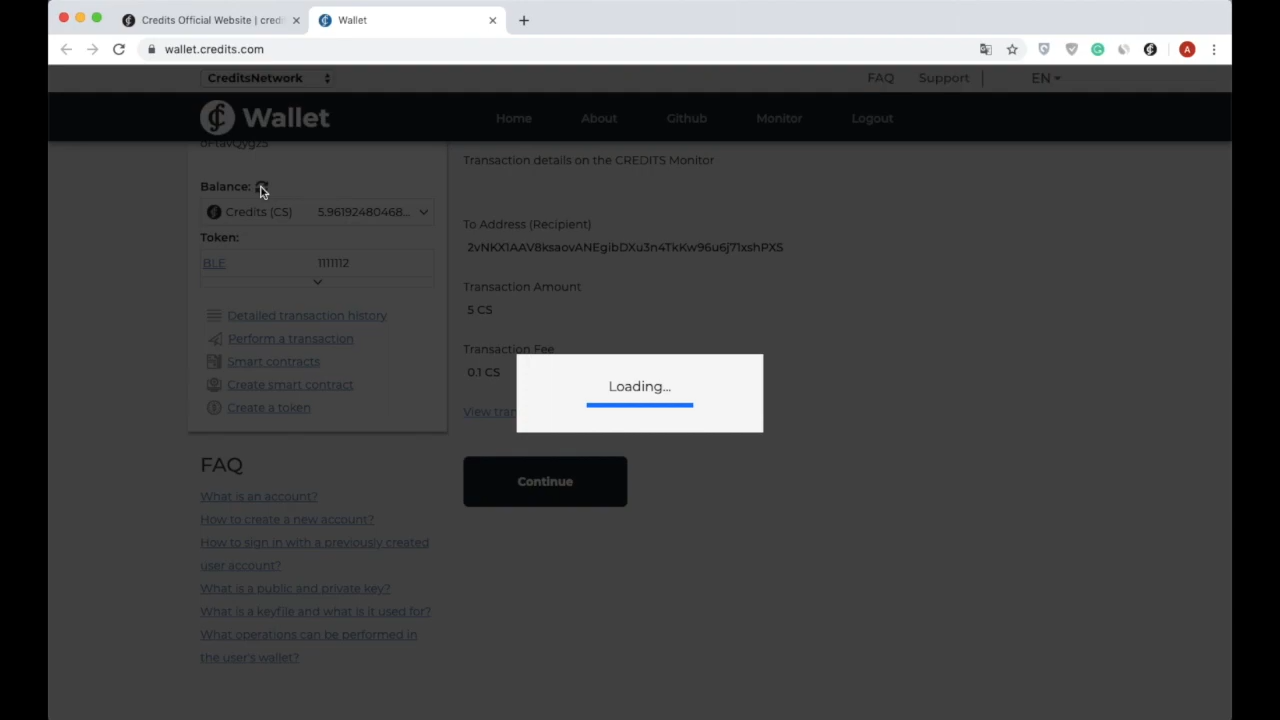 Credits Official Website | credi
Wallet
wallet.credits.com
A
CreditsNetwork
FAQ
Support
EN
Wallet
Home
About
Github
Monitor
Logout
Balance:
Credits (CS)
5.96192480468...
Token:
BLE
1111112
Detailed transaction history
Perform a transaction
Smart contracts
Create smart contract
Create a token
FAQ
What is an account?
How to create a new account?
How to sign in with a previously created
user account?
What is a public and private key?
What is a keyfile and what is it used for?
What operations can be performed in
the user's wallet?
Transaction details on the CREDITS Monitor
To Address (Recipient)
2vNKX1AAV8ksaovANEgibDXu3n4TkKw96u6j71xshPXS
Transaction Amount
5 CS
Transaction Fee
0.1 CS
View tran
Loading...
Continue